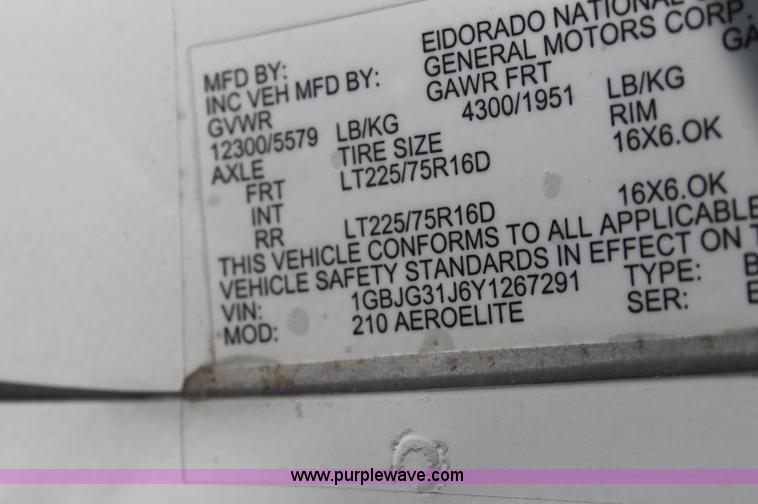 MFD BY: EIDORADO NATIONAL
INC VEH MFD BY: GENERAL MOTORS CORP.
GVWR GAWR FRT GA
12300/5579 LB/KG 4300/1951 LB/KG
AXLE TIRE SIZE RIM
FRT LT225/75R16D 16X6.OK
INT
RR LT225/75R16D 16X6.OK
THIS VEHICLE CONFORMS TO ALL APPLICABLE
VEHICLE SAFETY STANDARDS IN EFFECT ON
VIN: 1GBJG31J6Y1267291 TYPE: B
MOD: 210 AEROELITE SER:
www.purplewave.com